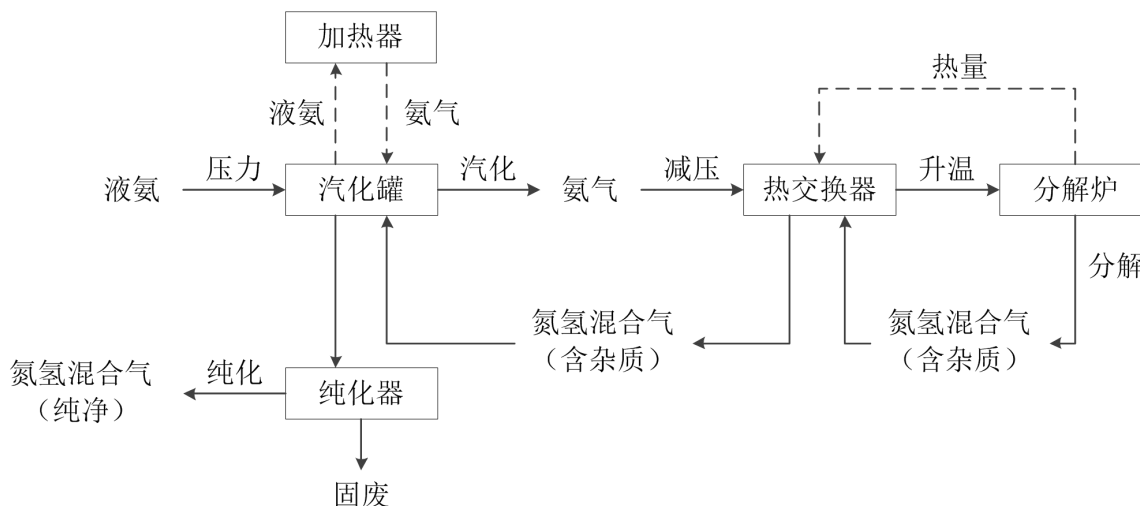 加热器
热量
液氨
氨气
液氨
压力
汽化罐
汽化
氨气
减压
热交换器
升温
分解炉
分解
氮氢混合气
（含杂质）
氮氢混合气
（含杂质）
氮氢混合气
（纯净）
纯化
纯化器
固废